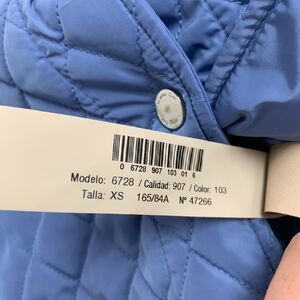 0 6728 907 103 01 6
Modelo: 6728 / Calidad: 907 / Color: 103
Talla: XS 165/84A Nº 47266